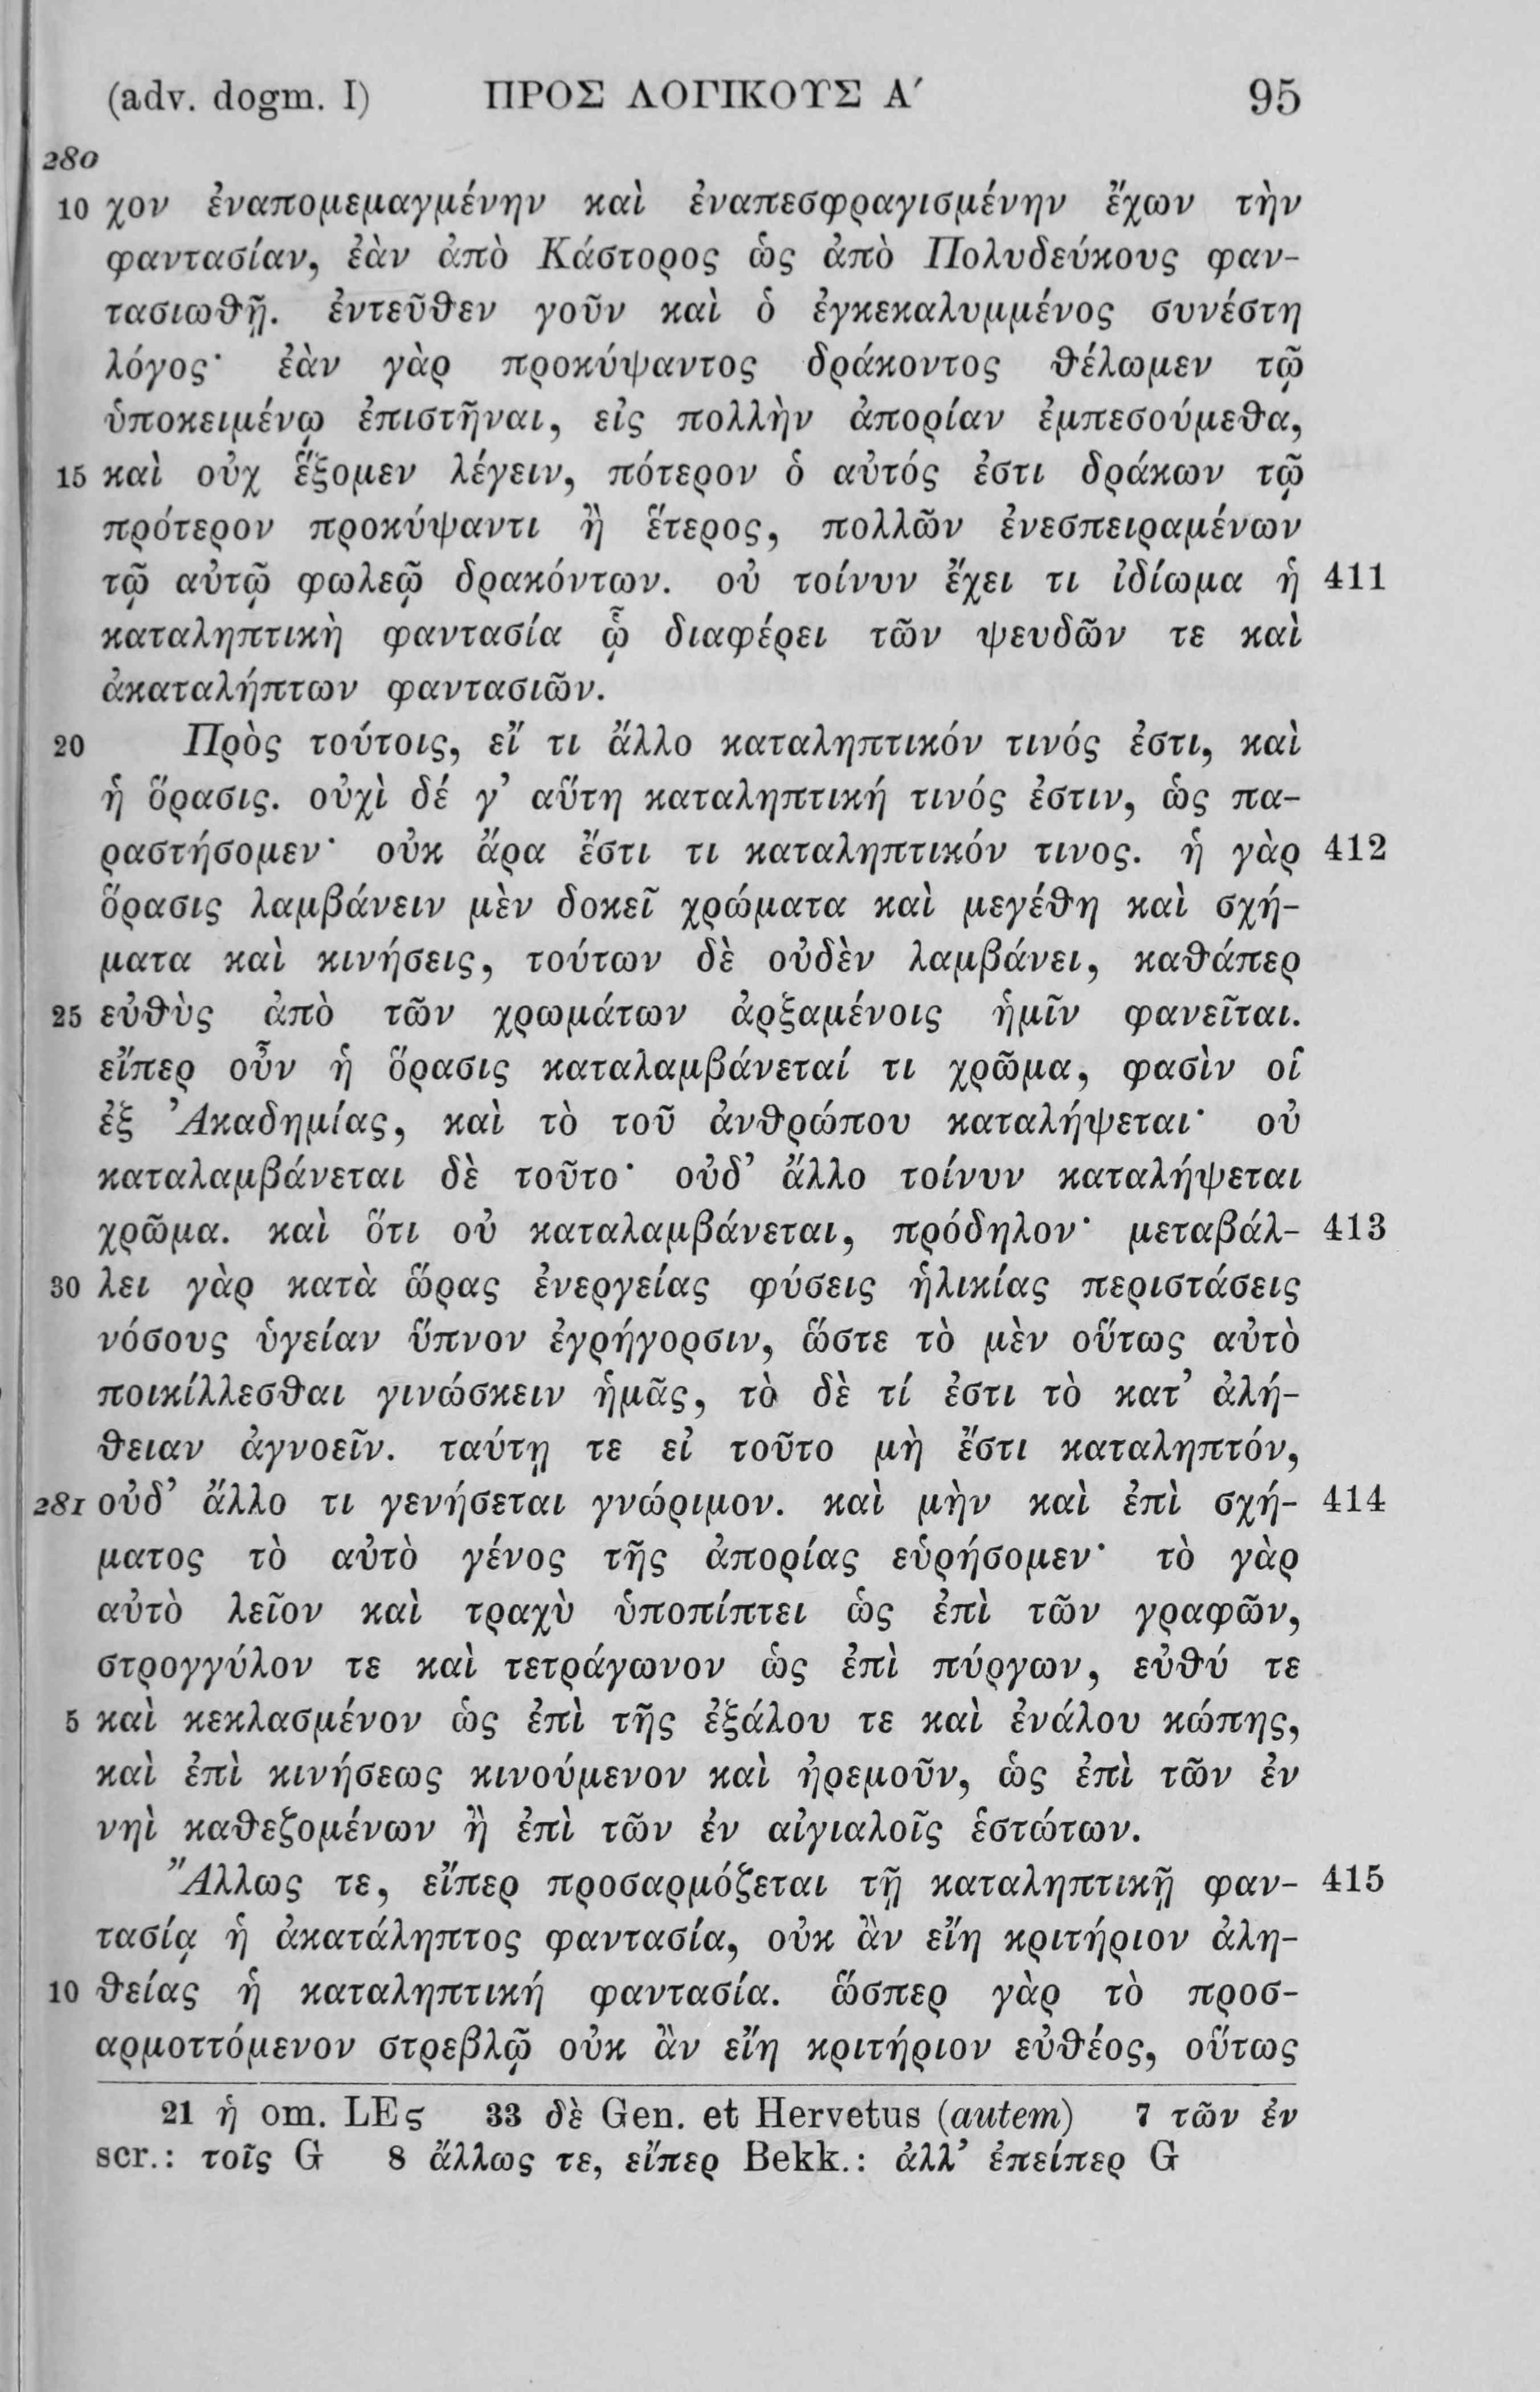 (adv. dogm. I) ΠΡΟΣ ΛΟΓΙΚΟΥΣ Α′ 95
280
10 χον ἐναπομεμαγμένην καὶ ἐναπεσφραγισμένην ἔχων τὴν
φαντασίαν, ἐὰν ἀπὸ Κάστορος ὡς ἀπὸ Πολυδεύκους φαν-
τασιωθῇ. ἐντεῦθεν γοῦν καὶ ὁ ἐγκεκαλυμμένος συνέστη
λόγος· ἐὰν γὰρ προκύψαντος δράκοντος θέλωμεν τῷ
ὑποκειμένῳ ἐπιστῆναι, εἰς πολλὴν ἀπορίαν ἐμπεσούμεθα,
15 καὶ οὐχ ἕξομεν λέγειν, πότερον ὁ αὐτός ἐστι δράκων τῷ
πρότερον προκύψαντι ἢ ἕτερος, πολλῶν ἐνεσπειραμένων
τῷ αὐτῷ φωλεῷ δρακόντων. οὐ τοίνυν ἔχει τι ἰδίωμα ἡ 411
καταληπτικὴ φαντασία ᾧ διαφέρει τῶν ψευδῶν τε καὶ
ἀκαταλήπτων φαντασιῶν.
20 Πρὸς τούτοις, εἴ τι ἄλλο καταληπτικόν τινός ἐστι, καὶ
ἡ ὅρασις. οὐχὶ δέ γ’ αὕτη καταληπτική τινός ἐστιν, ὡς πα-
ραστήσομεν· οὐκ ἄρα ἔστι τι καταληπτικόν τινος. ἡ γὰρ 412
ὅρασις λαμβάνειν μὲν δοκεῖ χρώματα καὶ μεγέθη καὶ σχή-
ματα καὶ κινήσεις, τούτων δὲ οὐδὲν λαμβάνει, καθάπερ
25 εὐθὺς ἀπὸ τῶν χρωμάτων ἀρξαμένοις ἡμῖν φανεῖται.
εἴπερ οὖν ἡ ὅρασις καταλαμβάνεταί τι χρῶμα, φασὶν οἱ
ἐξ Ἀκαδημίας, καὶ τὸ τοῦ ἀνθρώπου καταλήψεται· οὐ
καταλαμβάνεται δὲ τοῦτο· οὐδ’ ἄλλο τοίνυν καταλήψεται
χρῶμα. καὶ ὅτι οὐ καταλαμβάνεται, πρόδηλον· μεταβάλ- 413
30 λει γὰρ κατὰ ὥρας ἐνεργείας φύσεις ἡλικίας περιστάσεις
νόσους ὑγείαν ὕπνον ἐγρήγορσιν, ὥστε τὸ μὲν οὕτως αὐτὸ
ποικίλλεσθαι γινώσκειν ἡμᾶς, τὸ δὲ τί ἐστι τὸ κατ’ ἀλή-
θειαν ἀγνοεῖν. ταύτῃ τε εἰ τοῦτο μὴ ἔστι καταληπτόν,
281 οὐδ’ ἄλλο τι γενήσεται γνώριμον. καὶ μὴν καὶ ἐπὶ σχή- 414
ματος τὸ αὐτὸ γένος τῆς ἀπορίας εὑρήσομεν· τὸ γὰρ
αὐτὸ λεῖον καὶ τραχὺ ὑποπίπτει ὡς ἐπὶ τῶν γραφῶν,
στρογγύλον τε καὶ τετράγωνον ὡς ἐπὶ πύργων, εὐθύ τε
5 καὶ κεκλασμένον ὡς ἐπὶ τῆς ἐξάλου τε καὶ ἐνάλου κώπης,
καὶ ἐπὶ κινήσεως κινούμενον καὶ ἠρεμοῦν, ὡς ἐπὶ τῶν ἐν
νηὶ καθεζομένων ἢ ἐπὶ τῶν ἐν αἰγιαλοῖς ἑστώτων.
Ἄλλως τε, εἴπερ προσαρμόζεται τῇ καταληπτικῇ φαν- 415
τασίᾳ ἡ ἀκατάληπτος φαντασία, οὐκ ἂν εἴη κριτήριον ἀλη-
10 θείας ἡ καταληπτική φαντασία. ὥσπερ γὰρ τὸ προσ-
αρμοττόμενον στρεβλῷ οὐκ ἂν εἴη κριτήριον εὐθέος, οὕτως
21 ἡ om. LEς 33 δὲ Gen. et Hervetus (autem) 7 τῶν ἐν
scr.: τοῖς G 8 ἄλλως τε, εἴπερ Bekk.: ἀλλ’ ἐπείπερ G